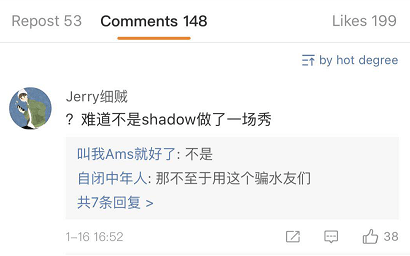 Repost 53 Comments 148 Likes 199
by hot degree
Jerry细贼
？难道不是shadow做了一场秀
叫我Ams就好了: 不是
自闭中年人: 那不至于用这个骗水友们
共7条回复 >
1-16 16:52 38